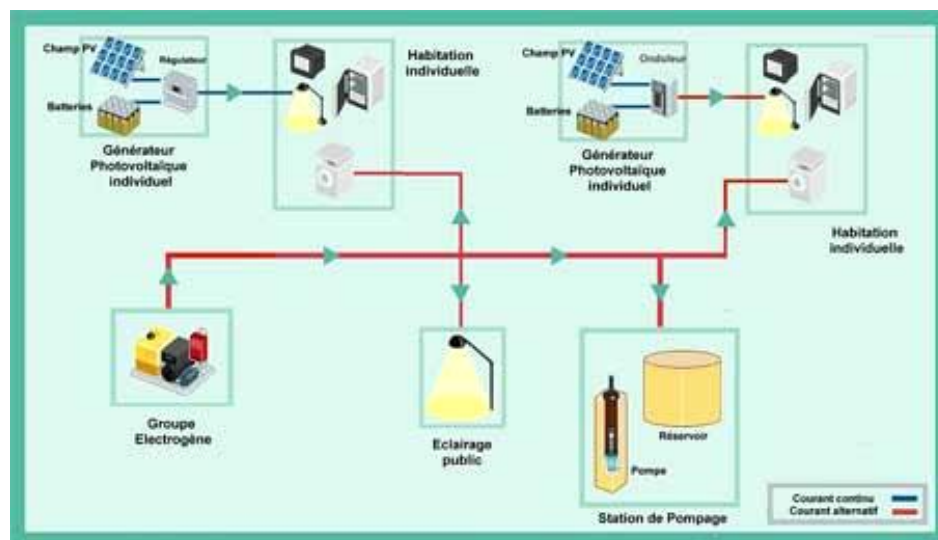 Champ PV
Régulateur
Batteries
Générateur
Photovoltaïque
individuel
Habitation
individuelle
Champ PV
Onduleur
Batteries
Générateur
Photovoltaïque
individuel
Habitation
individuelle
Groupe
Electrogène
Eclairage
public
Réservoir
Pompe
Station de Pompage
Courant continu
Courant alternatif